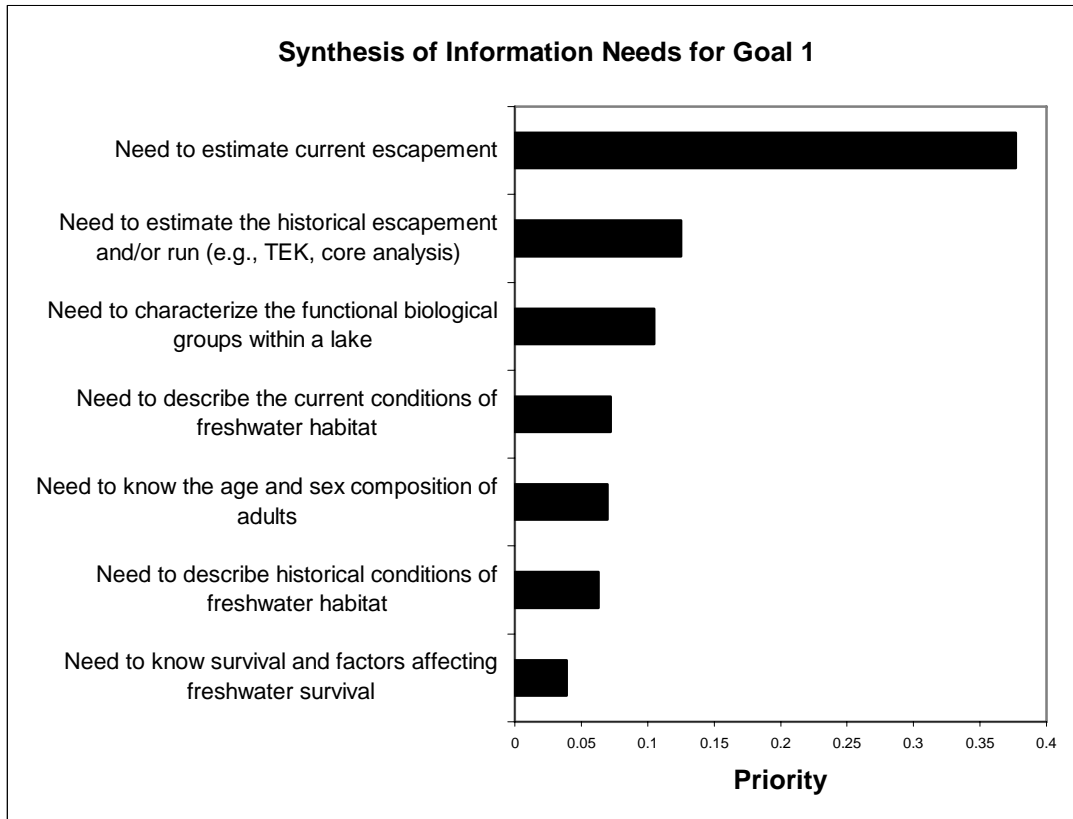 Synthesis of Information Needs for Goal 1
Need to estimate current escapement
Need to estimate the historical escapement
and/or run (e.g., TEK, core analysis)
Need to characterize the functional biological
groups within a lake
Need to describe the current conditions of
freshwater habitat
Need to know the age and sex composition of
adults
Need to describe historical conditions of
freshwater habitat
Need to know survival and factors affecting
freshwater survival
0 0.05 0.1 0.15 0.2 0.25 0.3 0.35 0.4
Priority